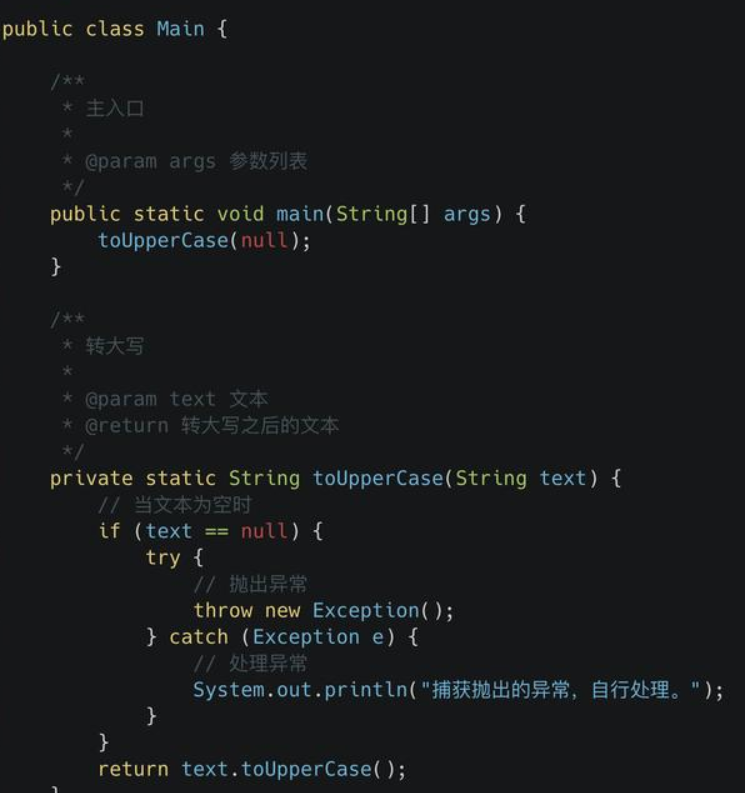 public class Main {
/**
* 主入口
*
* @param args 参数列表
*/
public static void main(String[] args) {
toUpperCase(null);
}
/**
* 转大写
*
* @param text 文本
* @return 转大写之后的文本
*/
private static String toUpperCase(String text) {
// 当文本为空时
if (text == null) {
try {
// 抛出异常
throw new Exception();
} catch (Exception e) {
// 处理异常
System.out.println("捕获抛出的异常，自行处理。");
}
}
return text.toUpperCase();
}